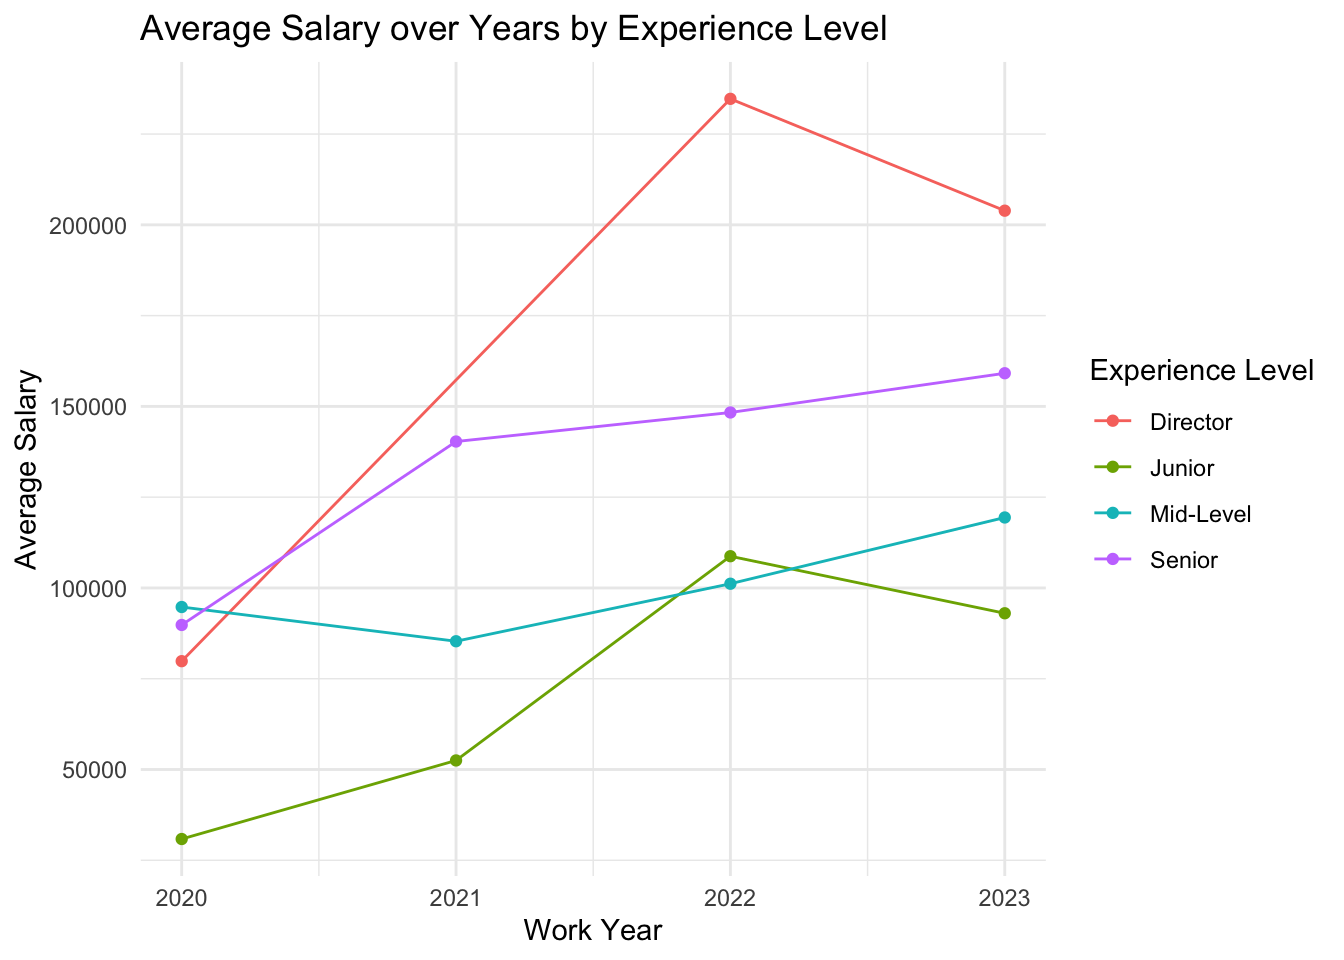 Average Salary over Years by Experience Level
Average Salary
200000
150000
100000
50000
2020 2021 2022 2023
Work Year
Experience Level
Director
Junior
Mid-Level
Senior